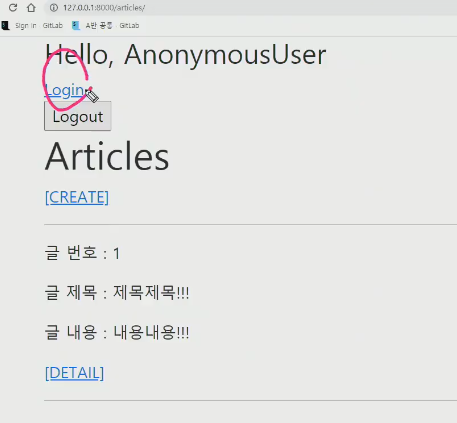 127.0.0.1:8000/articles/
Sign in · GitLab A반 공통 · GitLab
Hello, AnonymousUser
Login
Logout
Articles
[CREATE]
글 번호 : 1
글 제목 : 제목제목!!!
글 내용 : 내용내용!!!
[DETAIL]